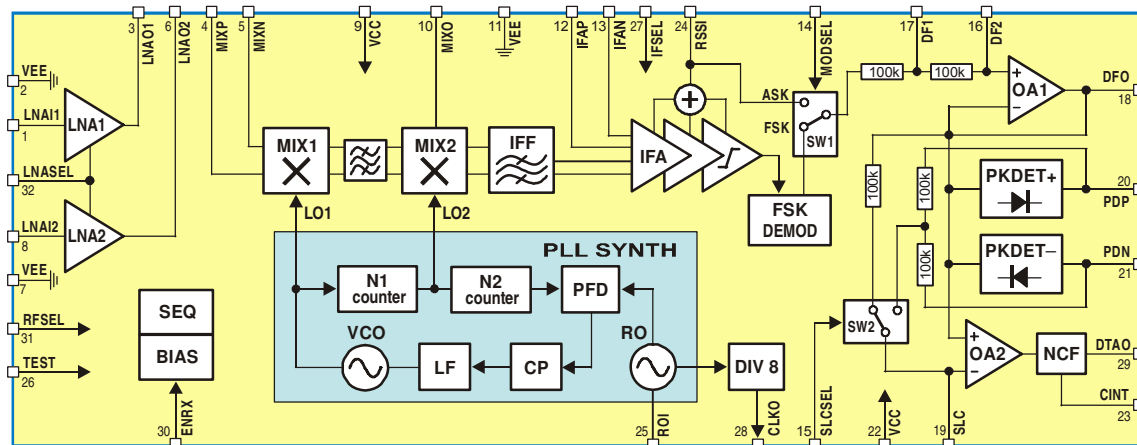 3 LNAO1
6 LNAO2
4 MIXP
5 MIXN
9 VCC
10 MIXO
11 VEE
12 IFAP
13 IFAN
27 IFSEL
24 RSSI
14 MODSEL
17 DF1
16 DF2
VEE
2
LNAI1
1
LNASEL
32
LNAI2
8
VEE
7
RFSEL
31
TEST
26
LNA1
LNA2
MIX1
MIX2
IFF
LO1
LO2
IFA
+
ASK
FSK
SW1
FSK
DEMOD
100k
100k
+
−
OA1
DFO
18
100k
100k
100k
PKDET+
20
PDP
PKDET−
PDN
21
SW2
+
−
OA2
NCF
DTAO
29
CINT
23
PLL SYNTH
N1
counter
N2
counter
PFD
VCO
LF
CP
RO
DIV 8
SEQ
BIAS
30 ENRX
25 ROI
28 CLKO
15 SLCSEL
22 VCC
19 SLC